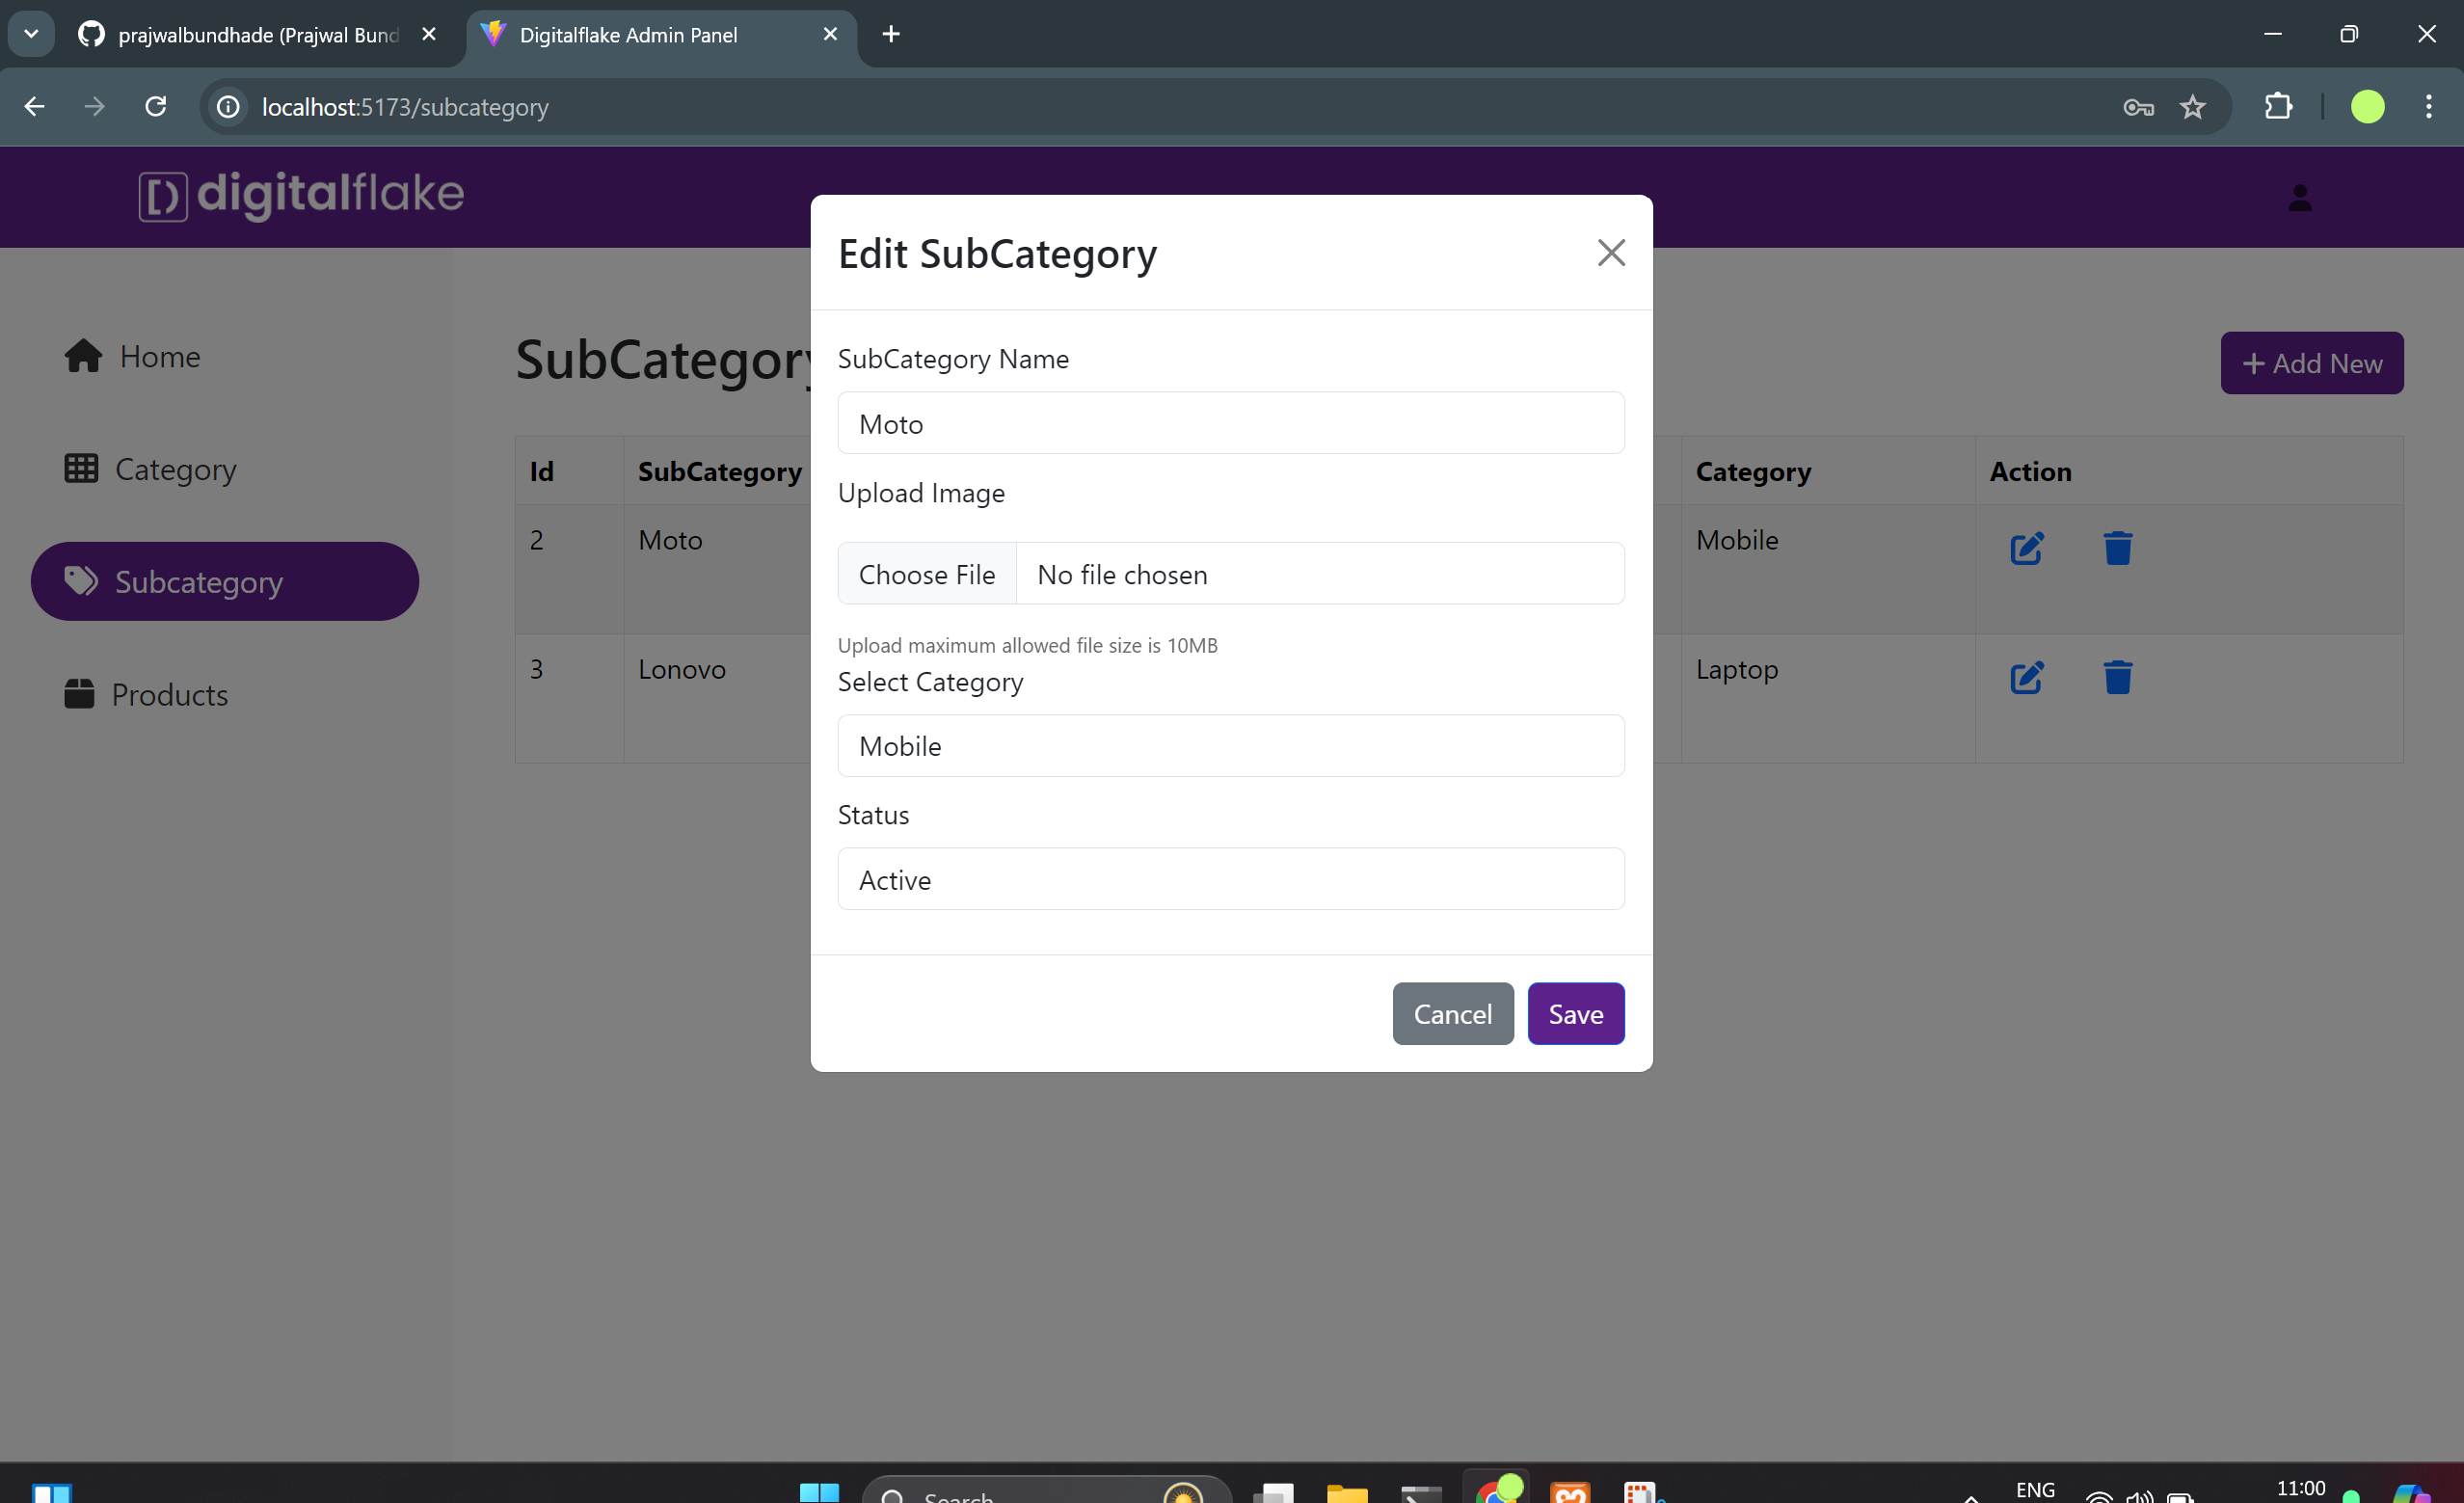 prajwalbundhade (Prajwal Bund
Digitalflake Admin Panel
localhost:5173/subcategory
digitalflake
Home
Category
Subcategory
Products
SubCategory
+ Add New
Id SubCategory Category Action
2 Moto Mobile
3 Lonovo Laptop
Edit SubCategory
SubCategory Name
Moto
Upload Image
Choose File No file chosen
Upload maximum allowed file size is 10MB
Select Category
Mobile
Status
Active
Cancel Save
Search
ENG
11:00